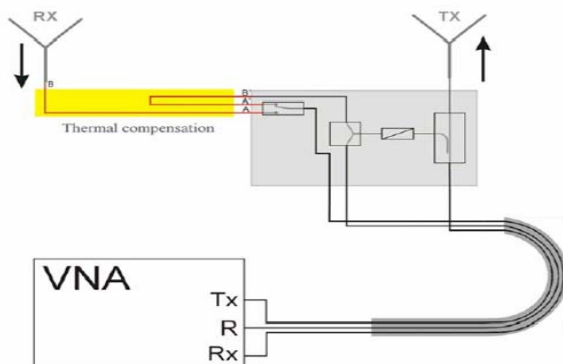 RX
TX
B
B'
A'
A
Thermal compensation
VNA
Tx
R
Rx